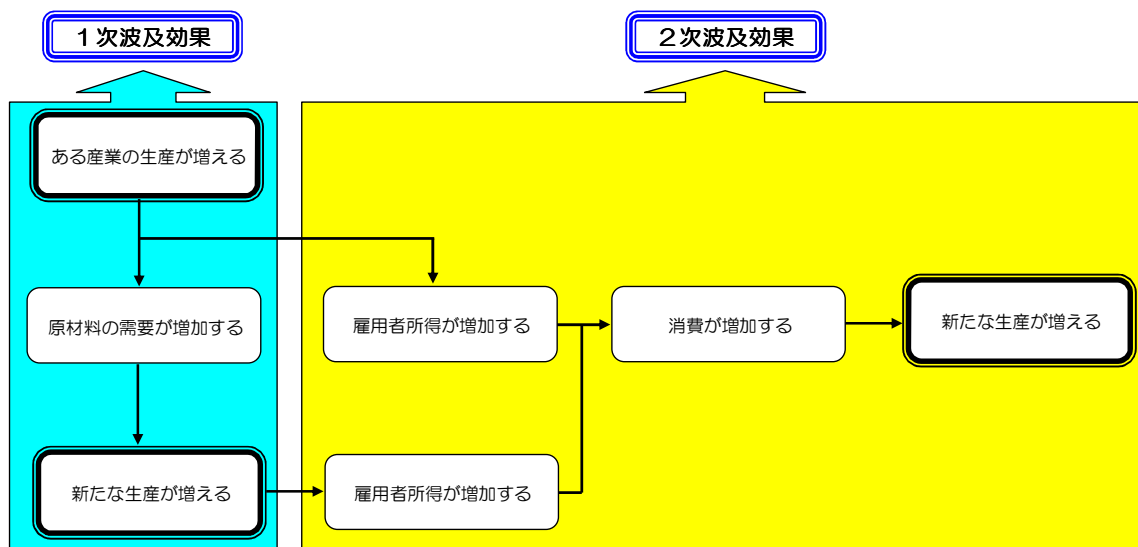 １次波及効果
２次波及効果
ある産業の生産が増える
原材料の需要が増加する
雇用者所得が増加する
消費が増加する
新たな生産が増える
新たな生産が増える
雇用者所得が増加する